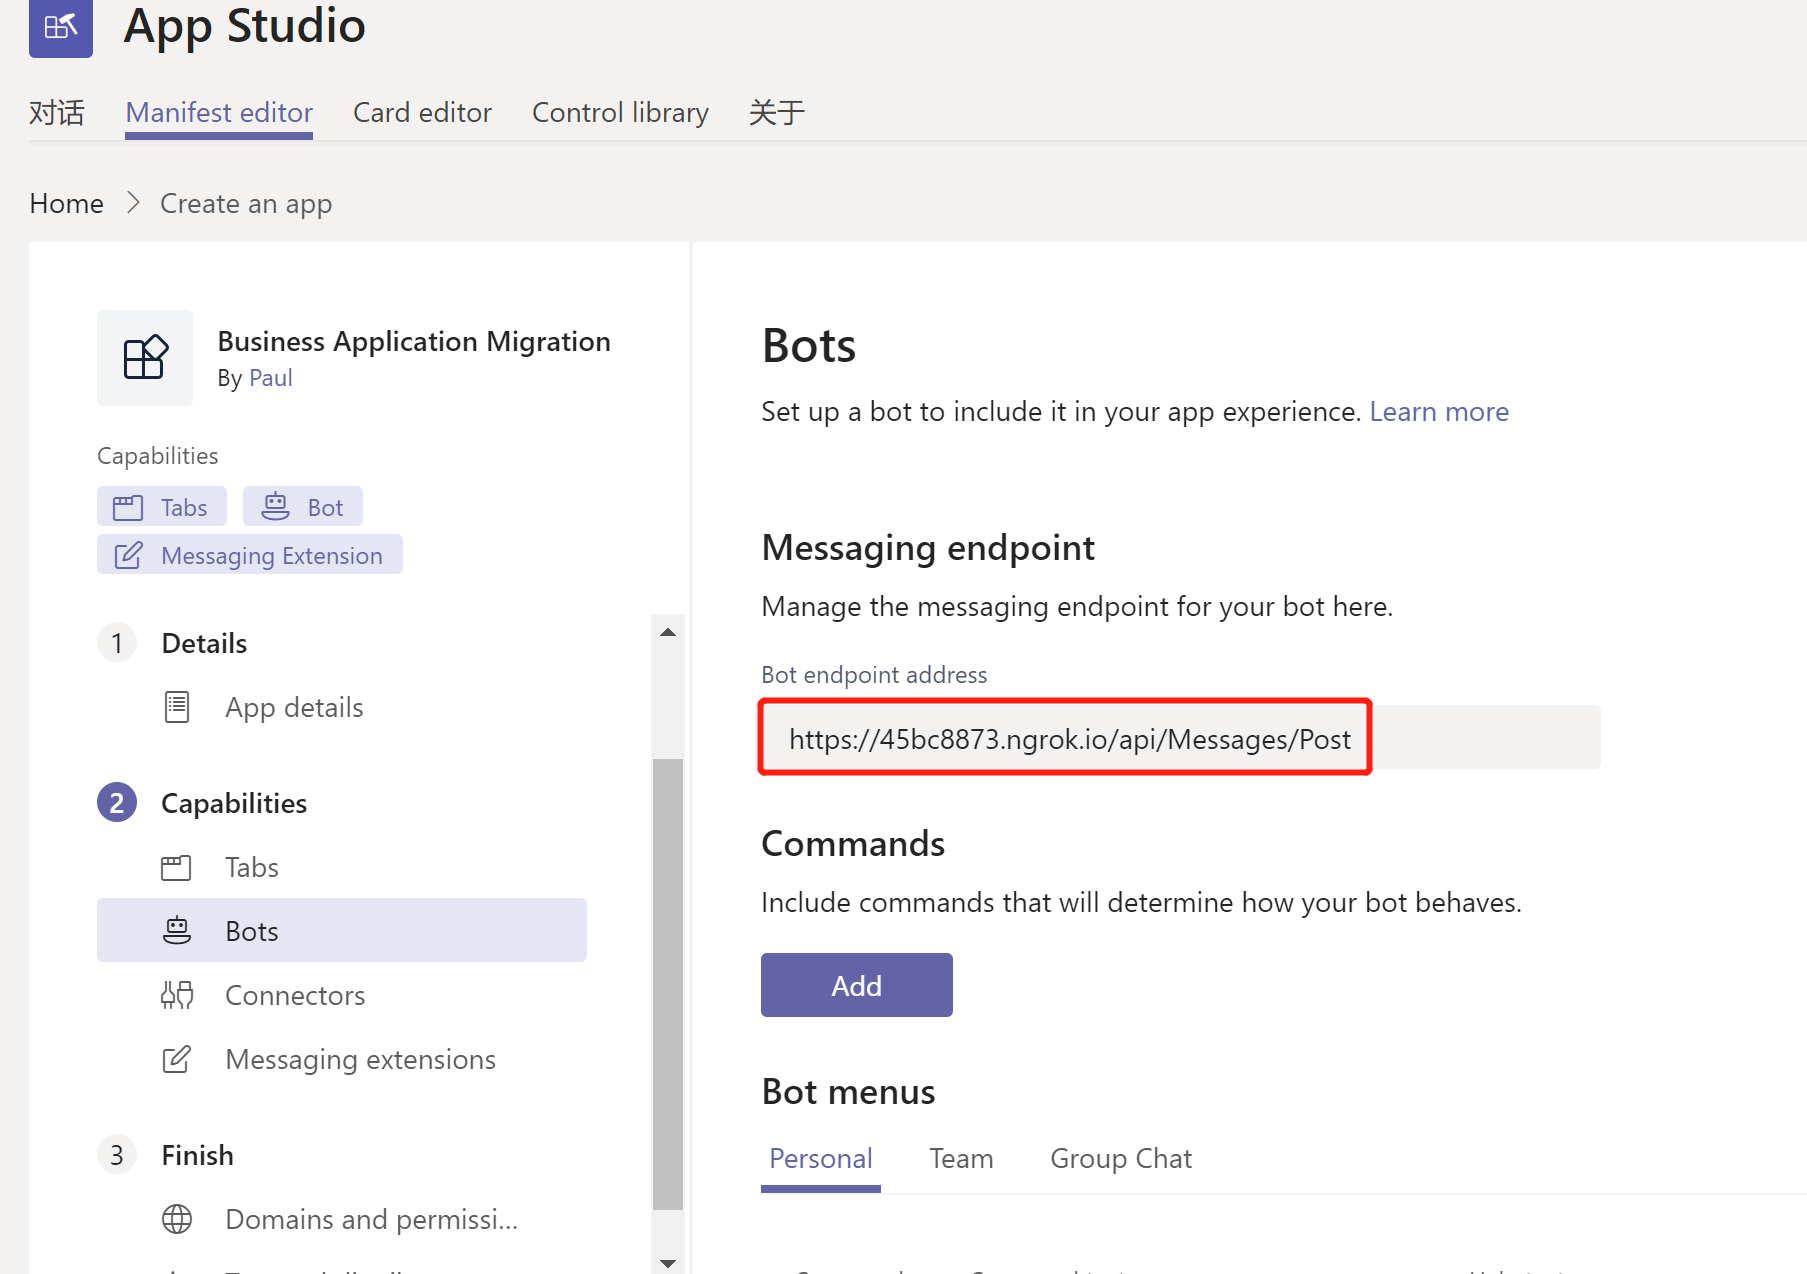 App Studio
对话 Manifest editor Card editor Control library 关于
Home > Create an app
Business Application Migration
By Paul
Capabilities
Tabs Bot
Messaging Extension
1 Details
App details
2 Capabilities
Tabs
Bots
Connectors
Messaging extensions
3 Finish
Domains and permissi...
Bots
Set up a bot to include it in your app experience. Learn more
Messaging endpoint
Manage the messaging endpoint for your bot here.
Bot endpoint address
https://45bc8873.ngrok.io/api/Messages/Post
Commands
Include commands that will determine how your bot behaves.
Add
Bot menus
Personal Team Group Chat